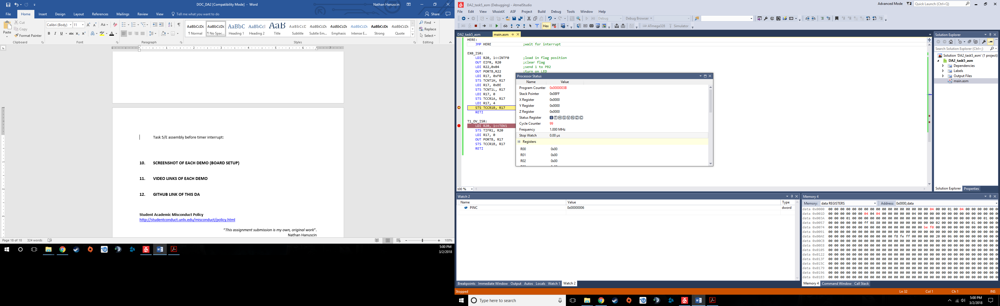 DOC_DA2 [Compatibility Mode] - Word
Nathan Hanuscin
File Home Insert Design Layout References Mailings Review View Tell me what you want to do Share
Paste
Cut
Copy
Format Painter
Clipboard
Calibri (Body) 11
Font
Paragraph
AaBbCcDc AaBbCcDc AaBbC AaBbCcl AaB AaBbCcD AaBbCcDc AaBbCcDc AaBbCcDc AaBbCcDc AaBbCcDc
¶ Normal ¶ No Spac... Heading 1 Heading 2 Title Subtitle Subtle Em... Emphasis Intense E... Strong Quote
Styles
Find
Replace
Select
Editing
Task 5/E assembly before timer interrupt:
10. SCREENSHOT OF EACH DEMO (BOARD SETUP)
11. VIDEO LINKS OF EACH DEMO
12. GITHUB LINK OF THIS DA
Student Academic Misconduct Policy
http://studentconduct.unlv.edu/misconduct/policy.html
“This assignment submission is my own, original work”.
Nathan Hanuscin
Page 18 of 18 324 words
100%
5:00 PM
3/2/2018
DA2_task5_asm (Debugging) - AtmelStudio
Advanced Mode 2 Quick Launch (Ctrl+Q)
File Edit View VAssistX ASF Project Build Debug Tools Window Help
Debug Debug Browser
Hex ATmega328 Simulator
DA2_task5_asm main.asm
HERE:
JMP HERE ;wait for interrupt
EX0_ISR:
LDI R20, 1<<INTF0 ;load in flag position
OUT EIFR, R20 ;clear flag
LDI R22,0x04 ;send 1 to PB2
OUT PORTB,R22 ;turn on LED
LDI R17, 0xF0
STS TCNT1H, R17
LDI R17, 0xBE
STS TCNT1L, R17
LDI R17, 0
STS TCCR1A, R17
LDI R17, 4
STS TCCR1B, R17
RETI
T1_OV_ISR:
LDI R20, 1<<TOV1
STS TIFR1, R20
LDI R17, 0
OUT PORTB, R17
STS TCCR1B, R17
RETI
100 %
Processor Status
Name Value
Program Counter 0x0000003B
Stack Pointer 0x08FF
X Register 0x0000
Y Register 0x0000
Z Register 0x0000
Status Register I T H S V N Z C
Cycle Counter 99
Frequency 1.000 MHz
Stop Watch 0.00 µs
Registers
R00 0x00
R01 0x00
R02 0x00
Solution Explorer
Search Solution Explorer (Ctrl+;)
Solution 'DA2_task5_asm' (1 project)
DA2_task5_asm
Dependencies
Labels
Output Files
main.asm
Solution Explorer Properties
Watch 2
Name Value Type
PINC 0x00000006 dword
Breakpoints Immediate Window Output Autos Locals Watch 1 Watch 2
Memory 4
Memory: data REGISTERS Address: 0x0000,data
data 0x0000
data 0x001D
data 0x003A
data 0x0057
data 0x0074
data 0x0091
data 0x00AE
data 0x00CB
data 0x00E8
data 0x0105
data 0x0122
data 0x013F
data 0x015C
data 0x0179
data 0x0196
data 0x01B3
Memory 4 Command Window Call Stack
Stopped Ln 32 Col 1 Ch 1 INS
Type here to search
5:00 PM
3/2/2018